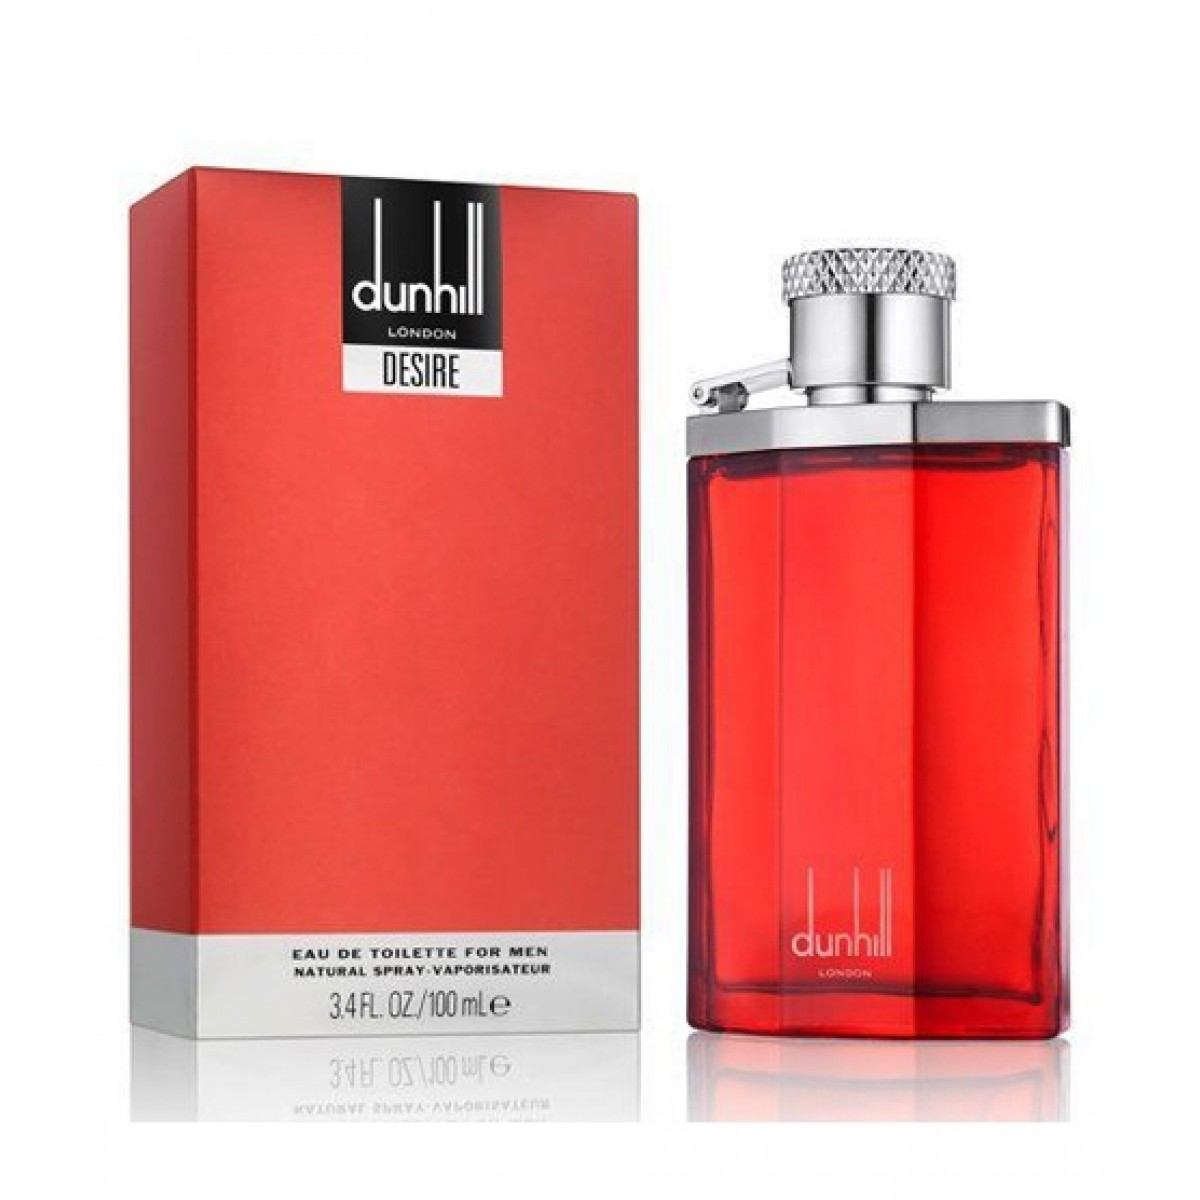 dunhill
LONDON
DESIRE
EAU DE TOILETTE FOR MEN
NATURAL SPRAY-VAPORISATEUR
3.4 FL. OZ./100 mL℮
dunhill
LONDON